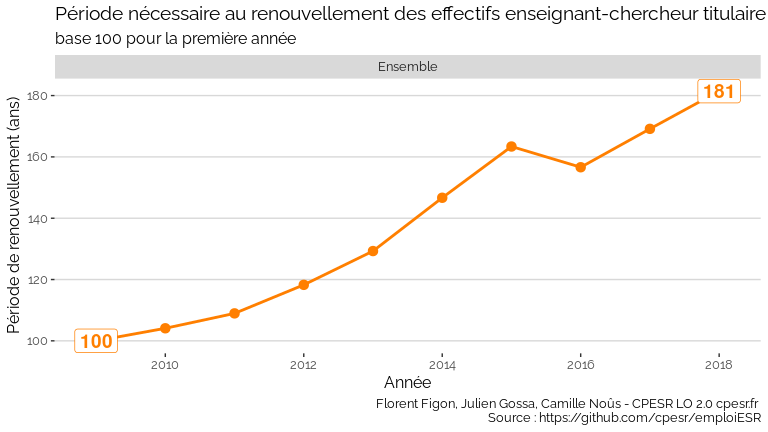 Période nécessaire au renouvellement des effectifs enseignant-chercheur titulaire
base 100 pour la première année
Ensemble
Période de renouvellement (ans)
180
160
140
120
100
181
100
2010
2012
2014
2016
2018
Année
Florent Figon, Julien Gossa, Camille Noûs - CPESR LO 2.0 cpesr.fr
Source : https://github.com/cpesr/emploiESR